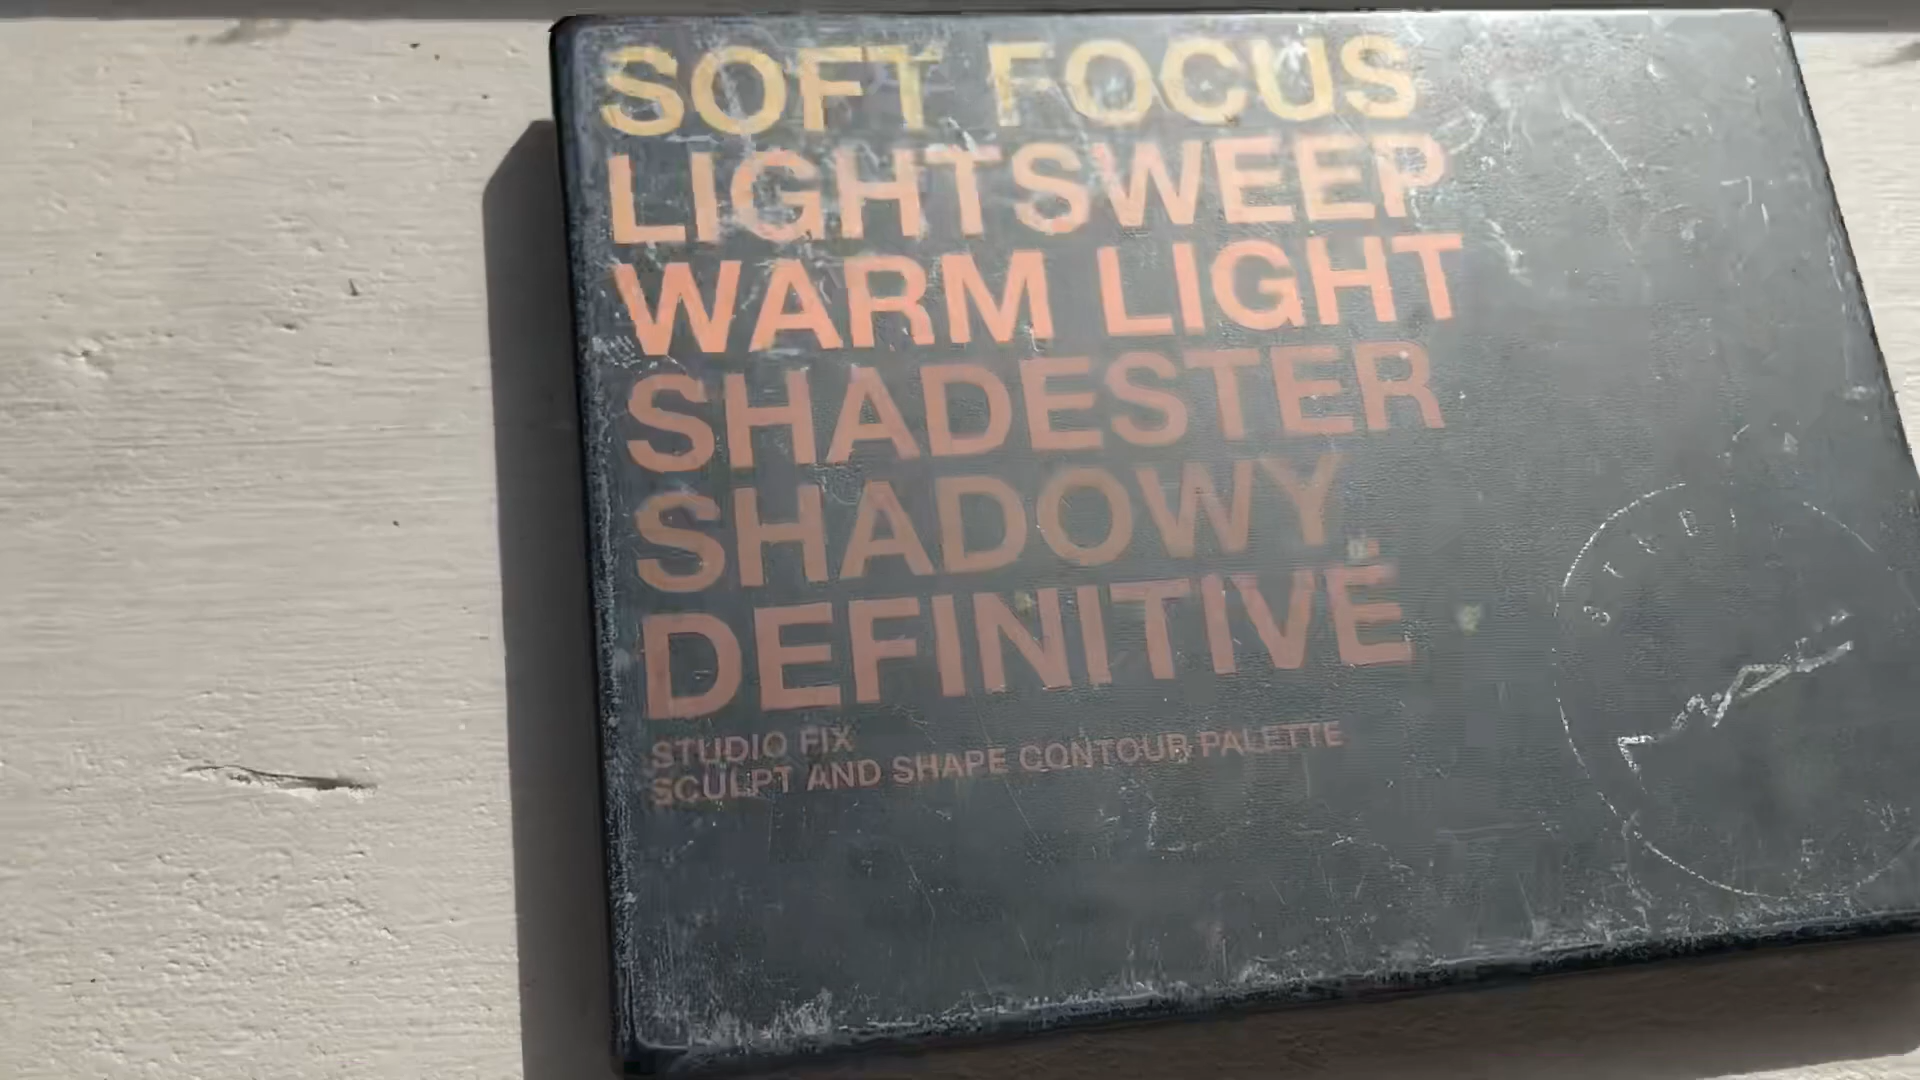 SOFT FOCUS
LIGHTSWEEP
WARM LIGHT
SHADESTER
SHADOWY
DEFINITIVE
STUDIO FIX
SCULPT AND SHAPE CONTOUR PALETTE